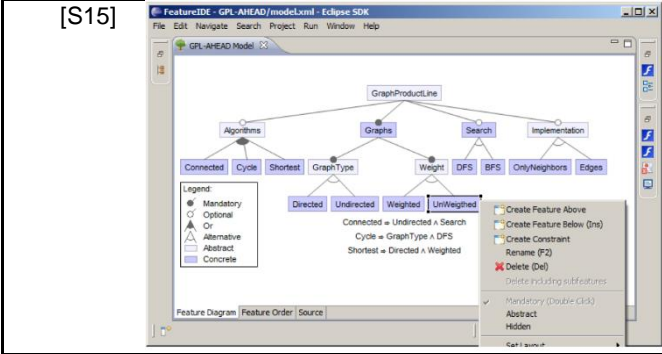 [S15]
FeatureIDE - GPL-AHEAD/model.xml - Eclipse SDK
File Edit Navigate Search Project Run Window Help
GPL-AHEAD Model
GraphProductLine
Algorithms Graphs Search Implementation
Connected Cycle Shortest GraphType Weight DFS BFS OnlyNeighbors Edges
Legend:
Mandatory
Optional
Or
Alternative
Abstract
Concrete
Directed Undirected Weighted UnWeigthed
Connected ⇒ Undirected ∧ Search
Cycle ⇒ GraphType ∧ DFS
Shortest ⇒ Directed ∧ Weighted
Create Feature Above
Create Feature Below (Ins)
Create Constraint
Rename (F2)
Delete (Del)
Delete including subfeatures
Mandatory (Double Click)
Abstract
Hidden
Set Layout
Feature Diagram Feature Order Source